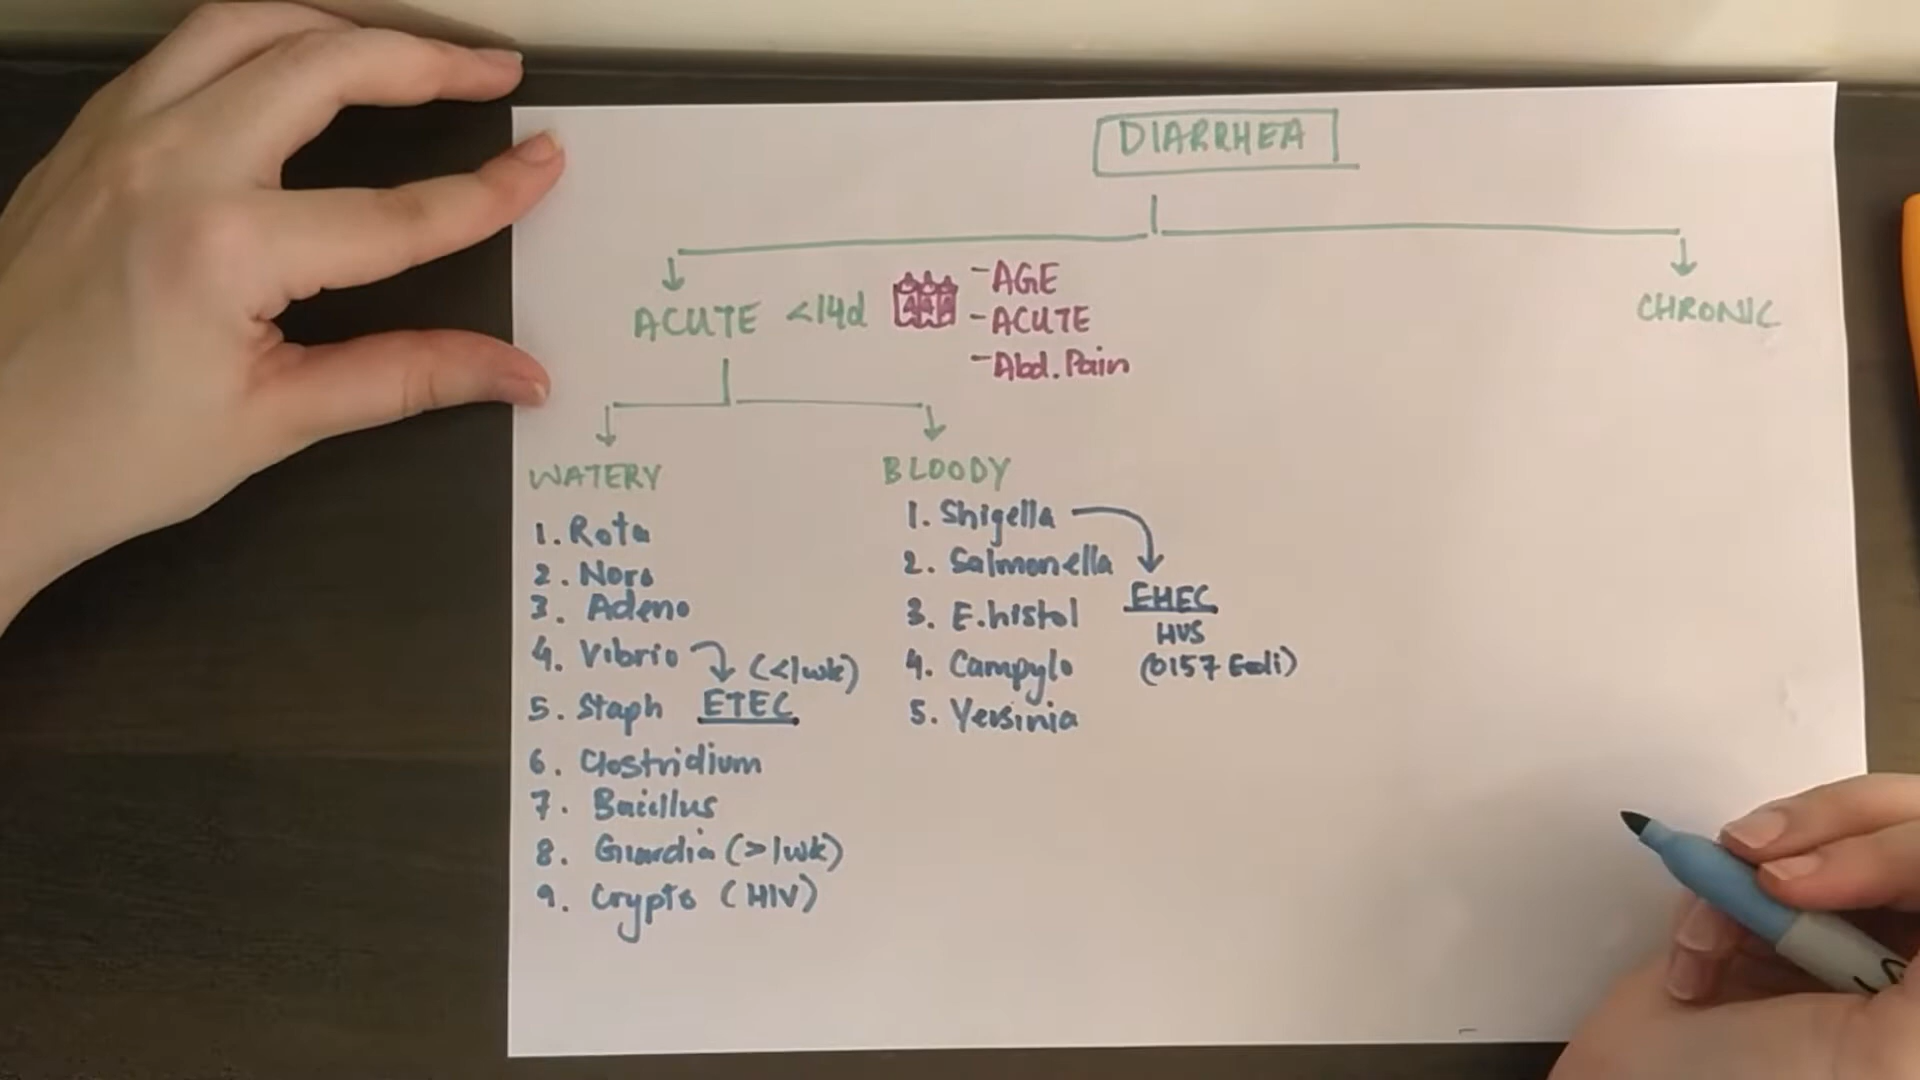 DIARRHEA
ACUTE <14d
AAA
- AGE
- ACUTE
- Abd. Pain
CHRONIC
WATERY
1. Rota
2. Noro
3. Adeno
4. Vibrio
(<1wk)
5. Staph
ETEC
6. Clostridium
7. Bacillus
8. Giardia (>1wk)
9. Crypto (HIV)
BLOODY
1. Shigella
2. Salmonella
3. E.histol
4. Campylo
5. Yersinia
EHEC
HUS
(O157 Ecoli)